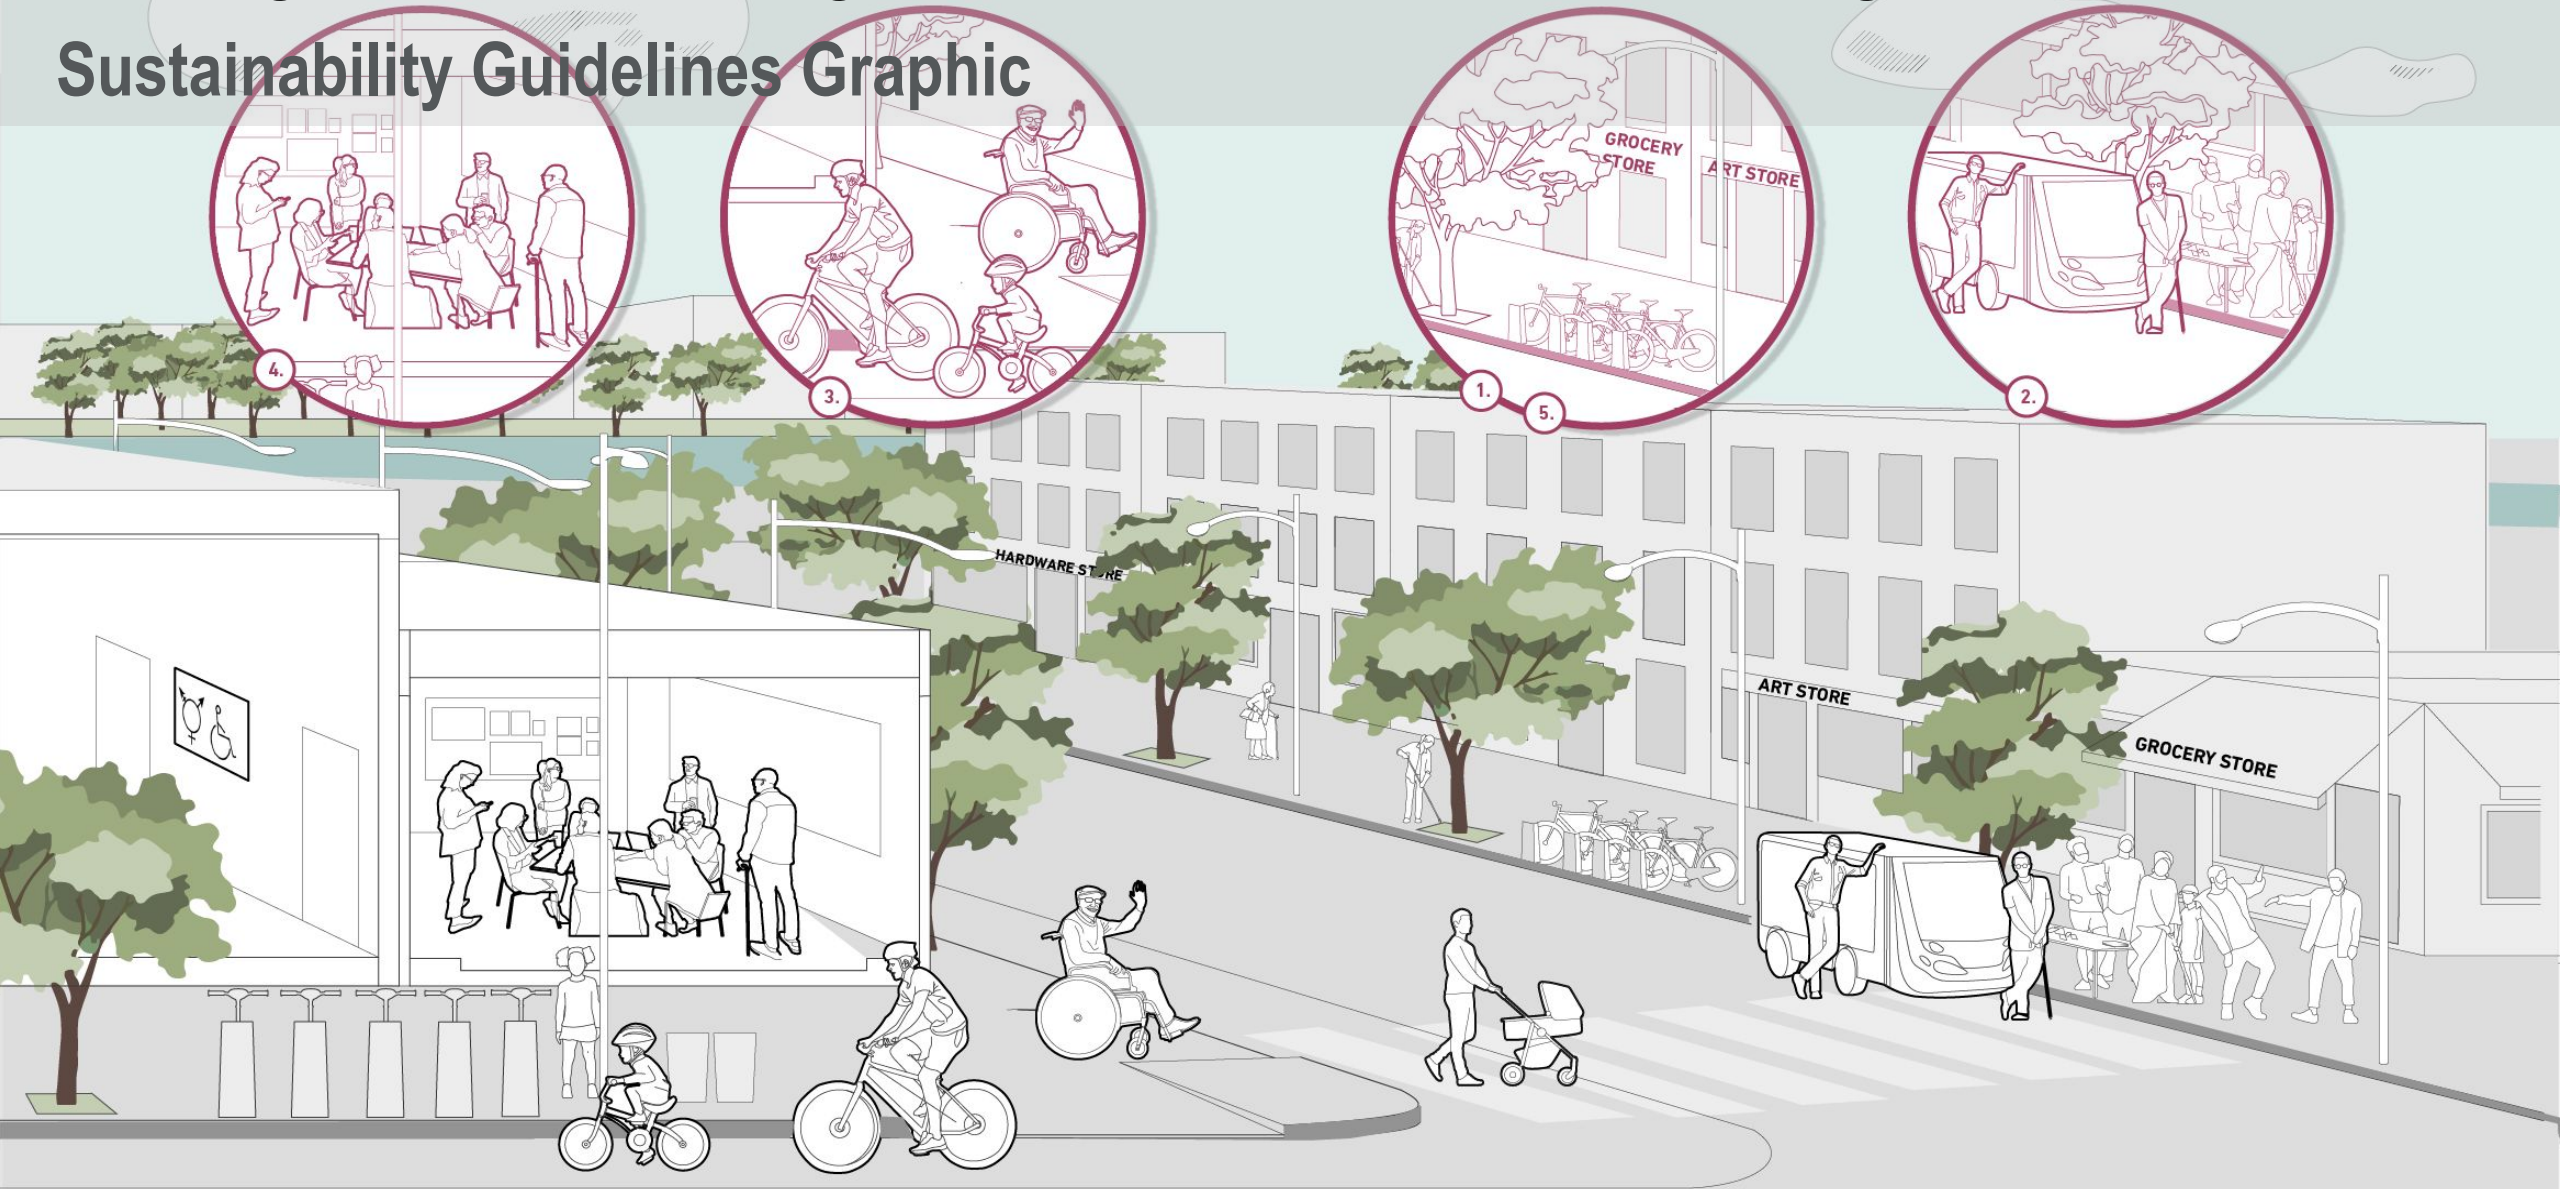 Sustainability Guidelines Graphic
GROCERY
STORE
ART STORE
4.
3.
1.
5.
2.
HARDWARE STORE
ART STORE
GROCERY STORE